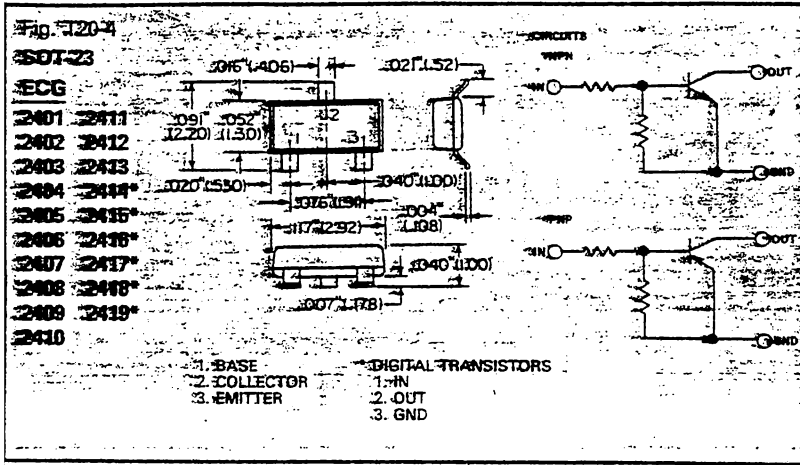 Fig. T20-4
SOT-23
ECG
2401 2411
2402 2412
2403 2413
2404 2414*
2405 2415*
2406 2416*
2407 2417*
2408 2418*
2409 2419*
2410
.016" (.406)
.021" (.52)
.091"
(2.20)
.052"
(1.30)
2
1
3
.020" (.530)
.040" (1.00)
.076" (1.90)
.117" (2.92)
.004"
(.108)
.040" (1.00)
.007" (.178)
1. BASE
2. COLLECTOR
3. EMITTER
*DIGITAL TRANSISTORS
1. IN
2. OUT
3. GND
*CIRCUITS
*NPN
IN
OUT
GND
*PNP
IN
OUT
GND